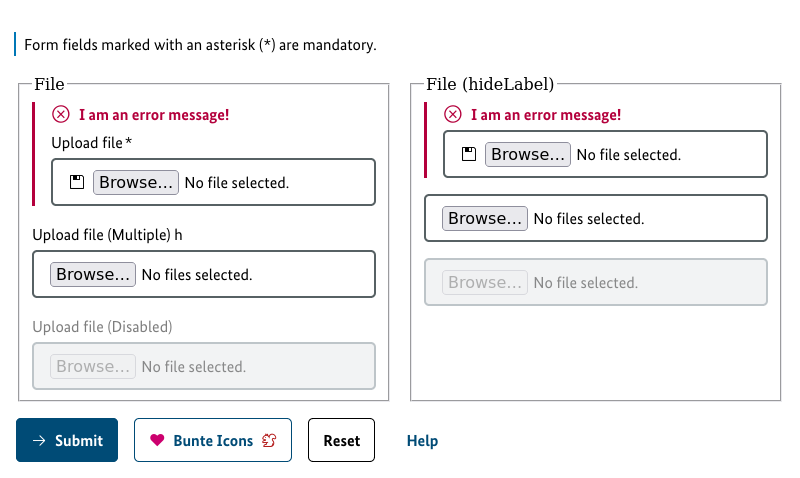 Form fields marked with an asterisk (*) are mandatory.
File
I am an error message!
Upload file*
Browse... No file selected.
Upload file (Multiple) h
Browse... No files selected.
Upload file (Disabled)
Browse... No file selected.
File (hideLabel)
I am an error message!
Browse... No file selected.
Browse... No files selected.
Browse... No file selected.
Submit
Bunte Icons
Reset
Help